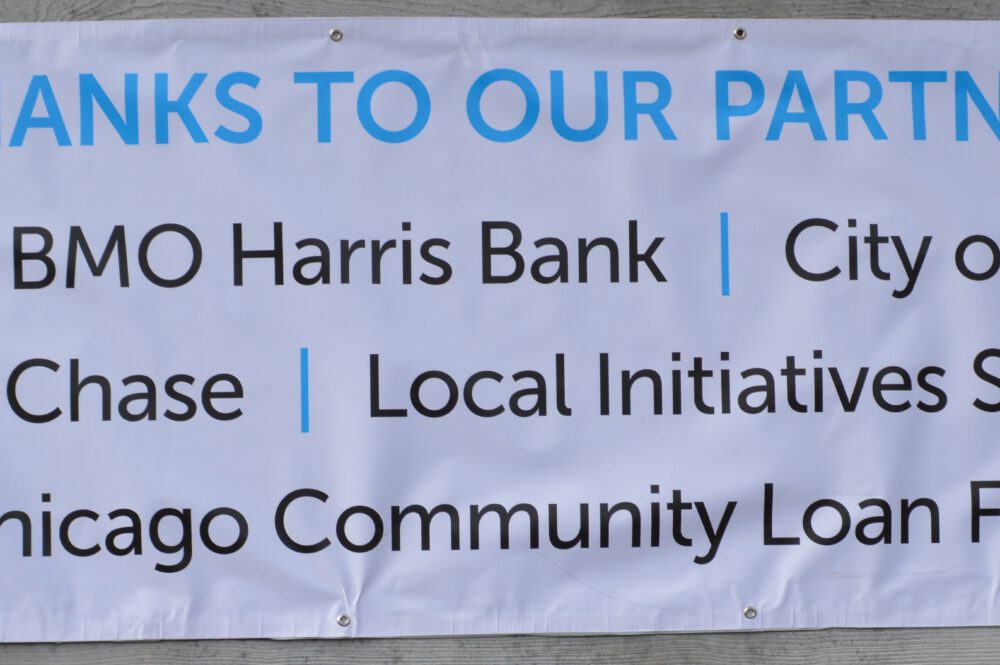 HANKS TO OUR PARTN
BMO Harris Bank | City o
Chase | Local Initiatives S
hicago Community Loan F